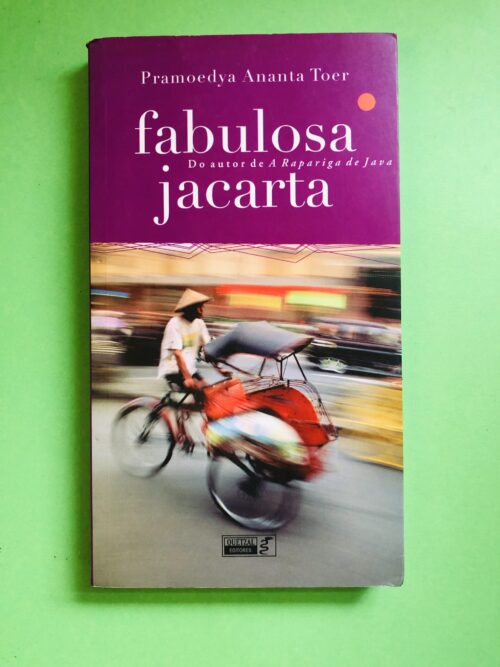 Pramoedya Ananta Toer
fabulosa
Do autor de A Rapariga de Java
jacarta
QUETZAL
EDITORES